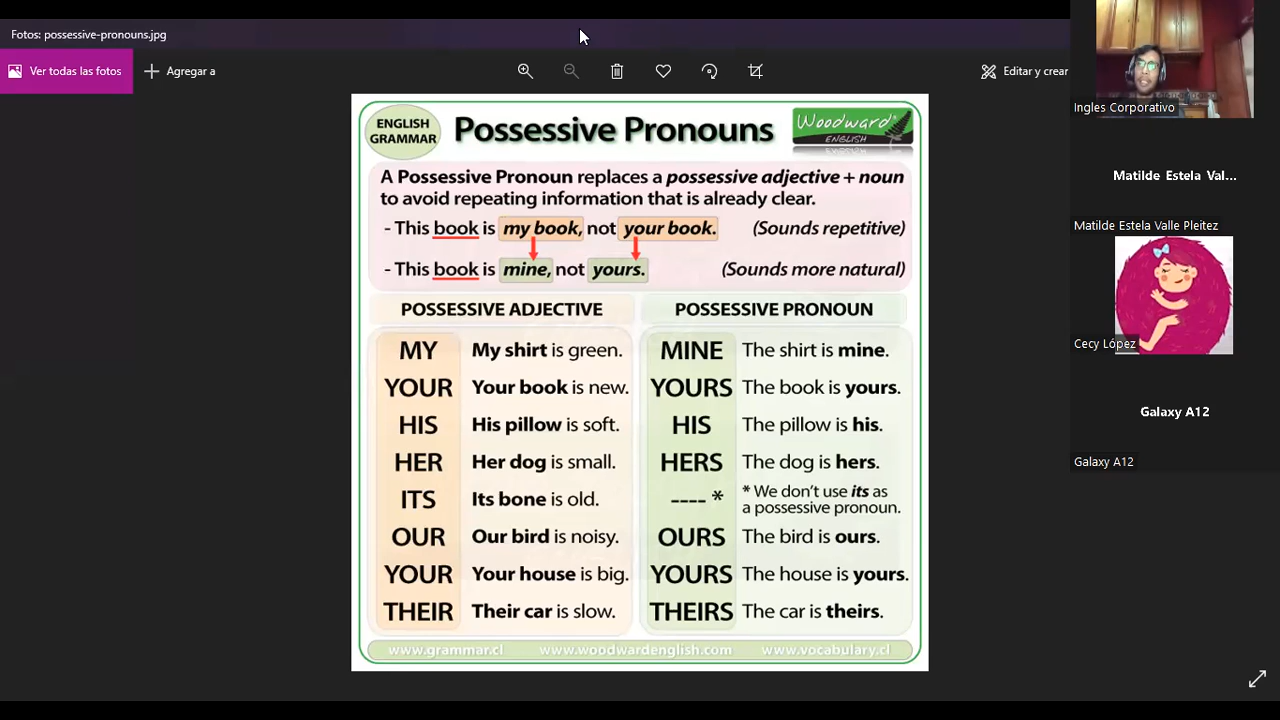 Fotos: possessive-pronouns.jpg
Ver todas las fotos
Agregar a
Editar y crear
ENGLISH
GRAMMAR
Possessive Pronouns
Woodward®
ENGLISH
A Possessive Pronoun replaces a possessive adjective + noun
to avoid repeating information that is already clear.
- This book is my book, not your book. (Sounds repetitive)
- This book is mine, not yours. (Sounds more natural)
POSSESSIVE ADJECTIVE POSSESSIVE PRONOUN
MY My shirt is green. MINE The shirt is mine.
YOUR Your book is new. YOURS The book is yours.
HIS His pillow is soft. HIS The pillow is his.
HER Her dog is small. HERS The dog is hers.
ITS Its bone is old. ---- * * We don't use its as
a possessive pronoun.
OUR Our bird is noisy. OURS The bird is ours.
YOUR Your house is big. YOURS The house is yours.
THEIR Their car is slow. THEIRS The car is theirs.
www.grammar.cl www.woodwardenglish.com www.vocabulary.cl
Ingles Corporativo
Matilde Estela Val...
Matilde Estela Valle Pleitez
Cecy López
Galaxy A12
Galaxy A12